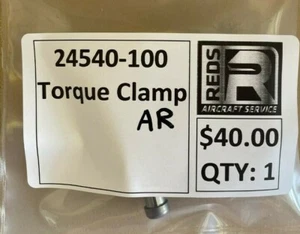 24540-100
Torque Clamp
AR
REDS
R
AIRCRAFT SERVICE
$40.00
QTY: 1